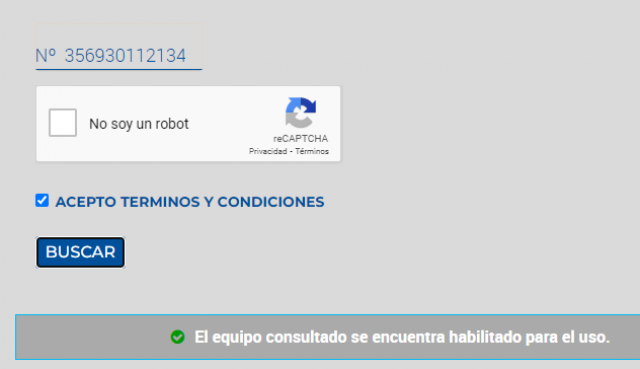 Nº 356930112134
No soy un robot
reCAPTCHA
Privacidad - Términos
ACEPTO TERMINOS Y CONDICIONES
BUSCAR
El equipo consultado se encuentra habilitado para el uso.